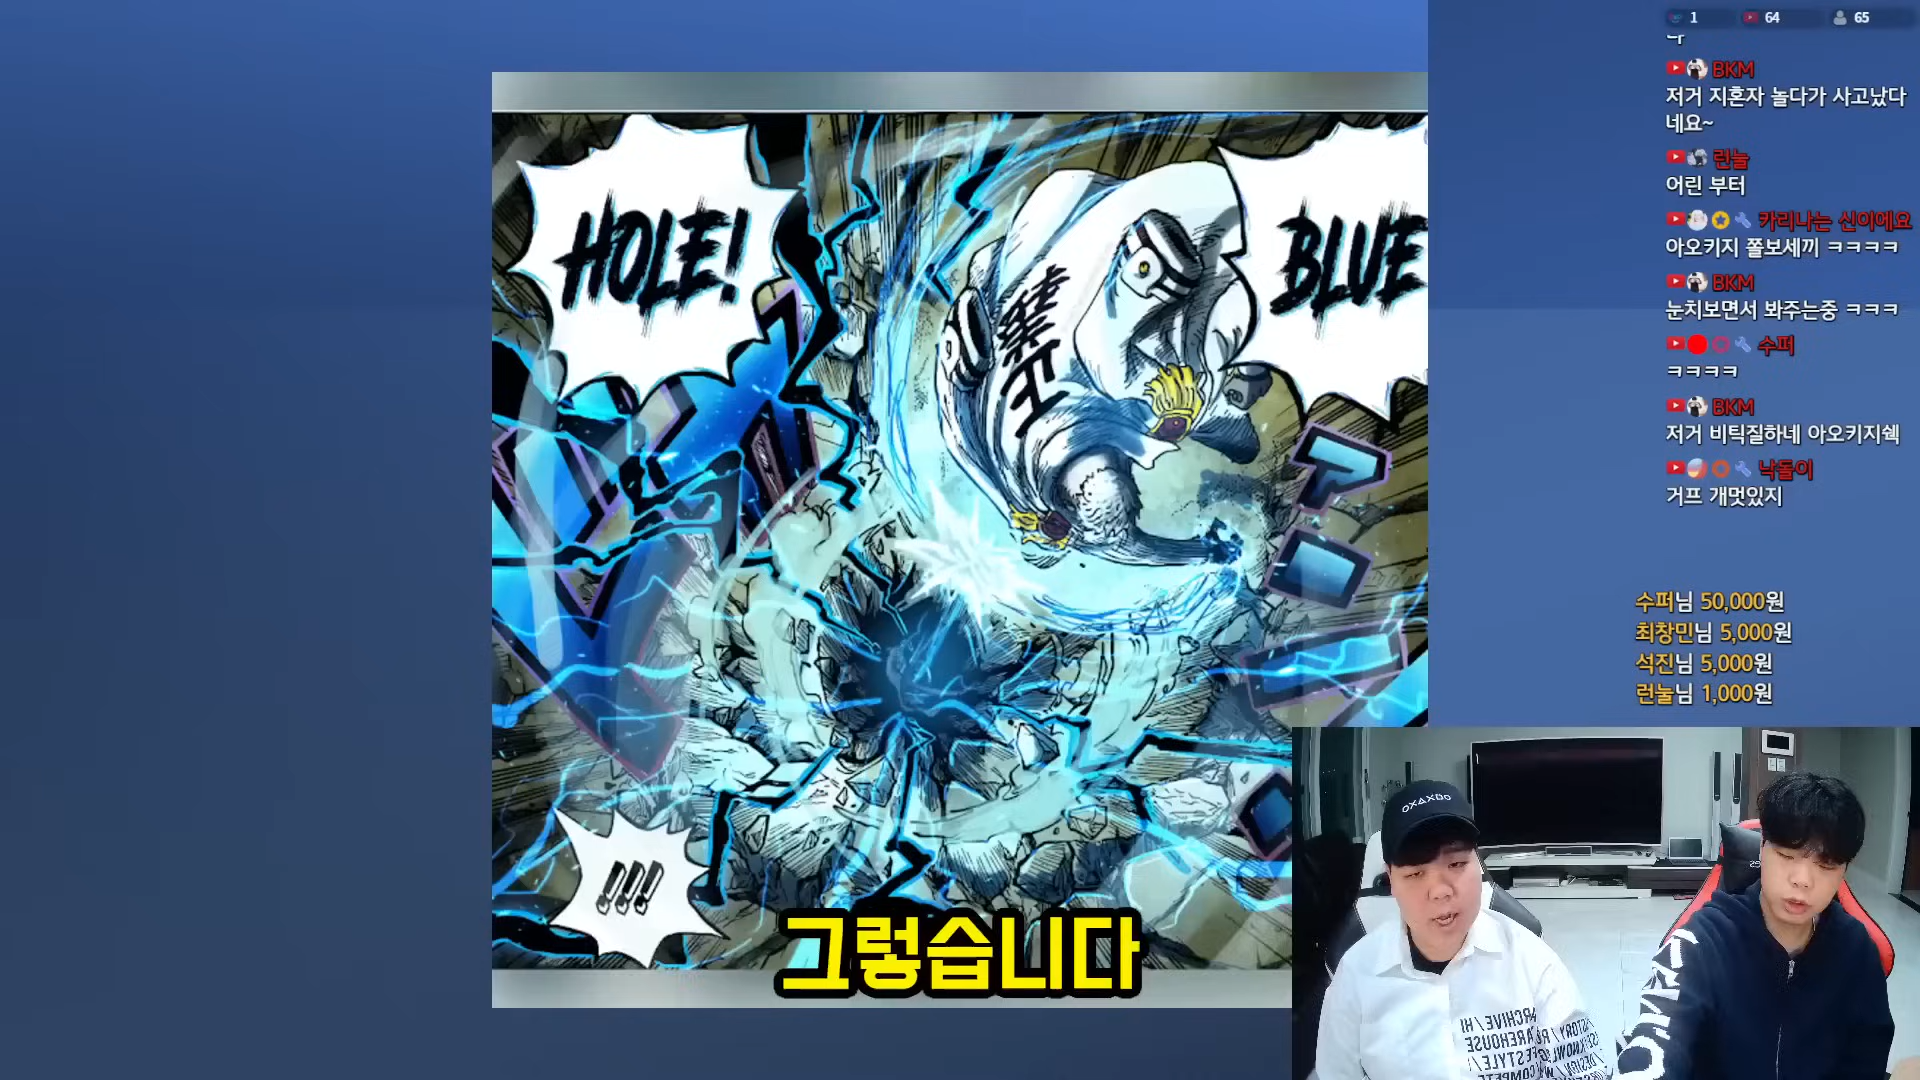 1 64 65
BKM
저거 지혼자 놀다가 사고났다
네요~
런눌
어린 부터
카리나는 신이에요
아오키지 쫄보세끼 ㅋㅋㅋㅋ
BKM
눈치보면서 봐주는중 ㅋㅋㅋ
수퍼
ㅋㅋㅋㅋ
BKM
저거 비틱질하네 아오키지쉑
낙돌이
거프 개멋있지
수퍼님 50,000원
최창민님 5,000원
석진님 5,000원
런눌님 1,000원
HOLE!
BLUE
!!!
그렇습니다
OXAXDO